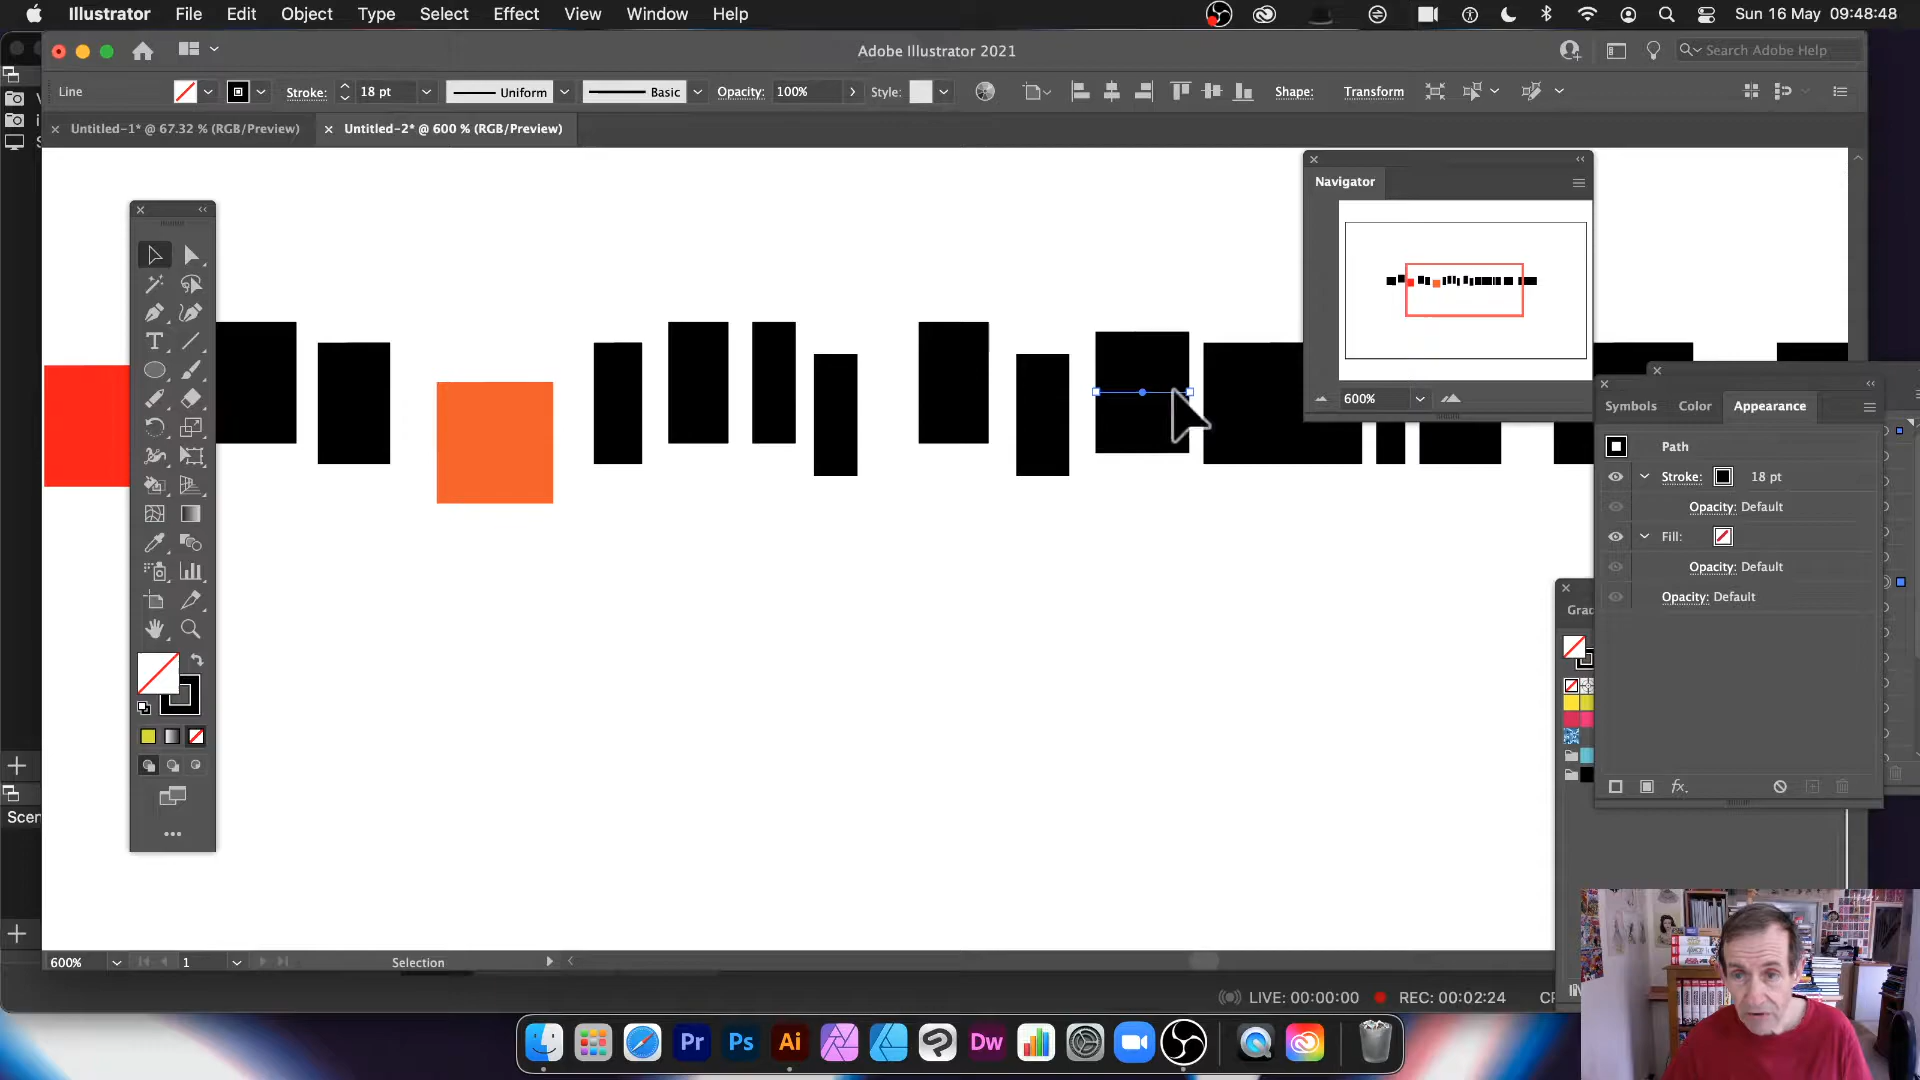 Illustrator File Edit Object Type Select Effect View Window Help Sun 16 May 09:48:48
Adobe Illustrator 2021
Search Adobe Help
Line Stroke: 18 pt Uniform Basic Opacity: 100% Style: Shape: Transform
Untitled-1* @ 67.32 % (RGB/Preview) Untitled-2* @ 600 % (RGB/Preview)
Navigator
600%
Symbols Color Appearance
Path
Stroke: 18 pt
Opacity: Default
Fill:
Opacity: Default
Opacity: Default
Grad
T
fx.
Scen
600% 1 Selection
LIVE: 00:00:00 REC: 00:02:24 CP
Pr Ps Ai Dw